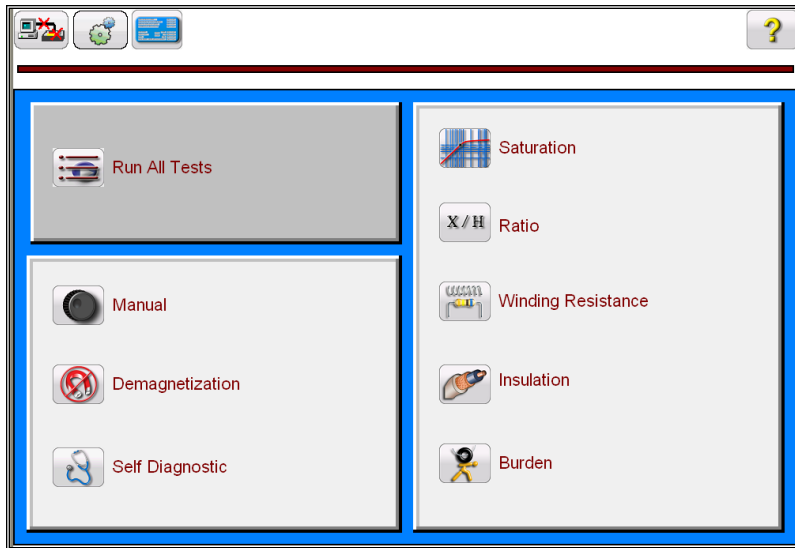 ?
Run All Tests
Manual
Demagnetization
Self Diagnostic
Saturation
X/H Ratio
Winding Resistance
Insulation
Burden